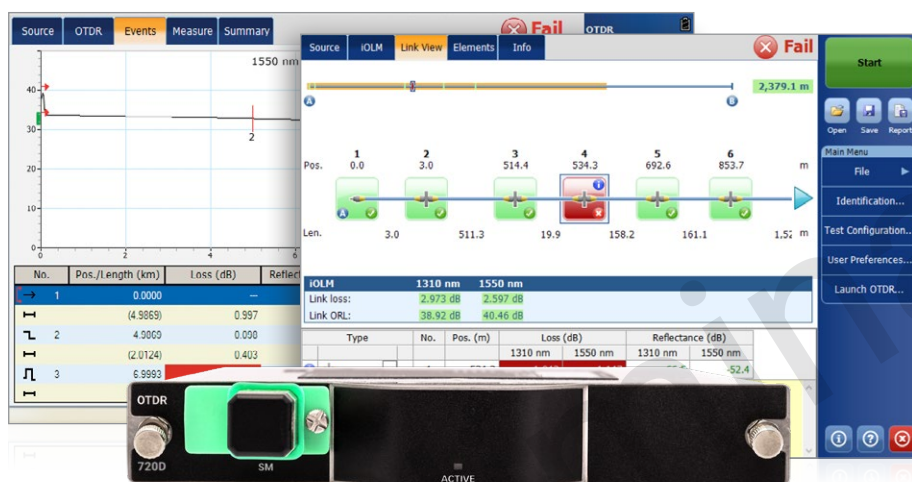 Source OTDR Events Measure Summary
Fail
OTDR
1550 nm
40
30
20
10
0
2
0 2 4 6
No. Pos./Length (km) Loss (dB)
1 0.0000 --
(4.9869) 0.997
2 4.9869 0.098
(2.0124) 0.403
3 6.9993
Source iOLM Link View Elements Info
Fail
2,379.1 m
A B
1 2 3 4 5 6
Pos. 0.0 3.0 514.4 534.3 692.6 853.7 m
A
Len. 3.0 511.3 19.9 158.2 161.1 m
iOLM 1310 nm 1550 nm
Link loss: 2.973 dB 2.597 dB
Link ORL: 38.92 dB 40.46 dB
Type No. Pos. (m) Loss (dB) Reflectance (dB)
1310 nm 1550 nm 1310 nm 1550 nm
-52.4
Start
Open Save Report
Main Menu
File
Identification...
Test Configuration...
User Preferences...
Launch OTDR...
OTDR
720D
SM
ACTIVE